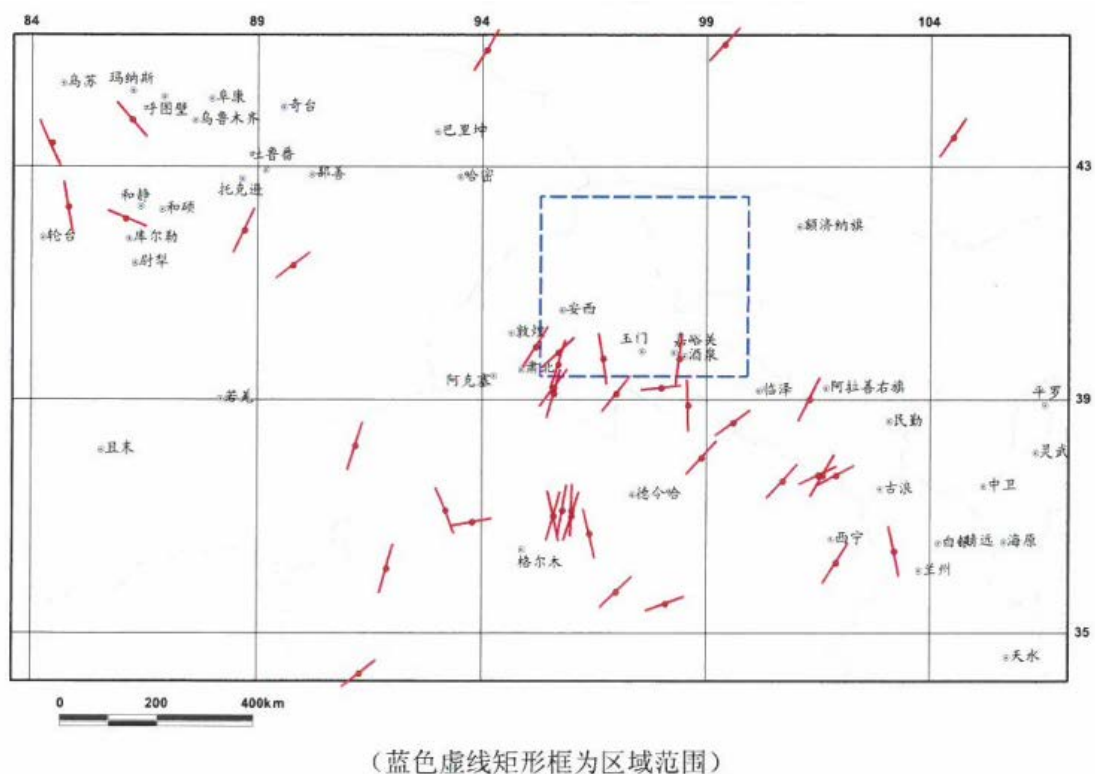 84 89 94 99 104
乌苏 玛纳斯 呼图壁 阜康 乌鲁木齐 奇台 巴里坤
吐鲁番 鄯善 哈密 43
和静 和硕 托克逊 额济纳旗
轮台 库尔勒
尉犁
安西
敦煌 玉门 嘉峪关 酒泉
肃北 阿克塞 临泽 阿拉善右旗 平罗
若羌 39
民勤
且末 灵武
德令哈 古浪 中卫
格尔木 西宁 白银 靖远 海原
兰州
35
天水
0 200 400km
(蓝色虚线矩形框为区域范围)